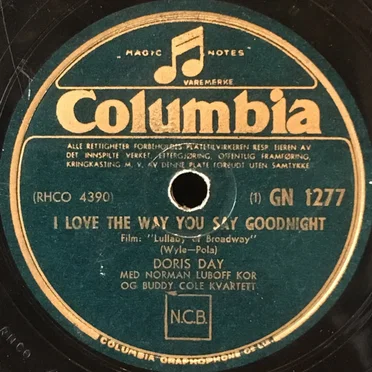 MAGIC NOTES
VAREMERKE
Columbia
ALLE RETTIGHETER FORBEHOLDES PLATETILVIRKEREN RESP. EIEREN AV
DET INNSPILTE VERKET. EFTERGJØRING, OFFENTLIG FRAMFØRING,
KRINGKASTING M. V. AV DENNE PLATE FORBUDT UTEN SAMTYKKE
(RHCO 4390) (1) GN 1277
I LOVE THE WAY YOU SAY GOODNIGHT
Film: "Lullaby of Broadway"
(Wyle-Pola)
DORIS DAY
MED NORMAN LUBOFF KOR
OG BUDDY COLE KVARTETT
N.C.B.
COLUMBIA GRAPHOPHONE CO. Ltd.